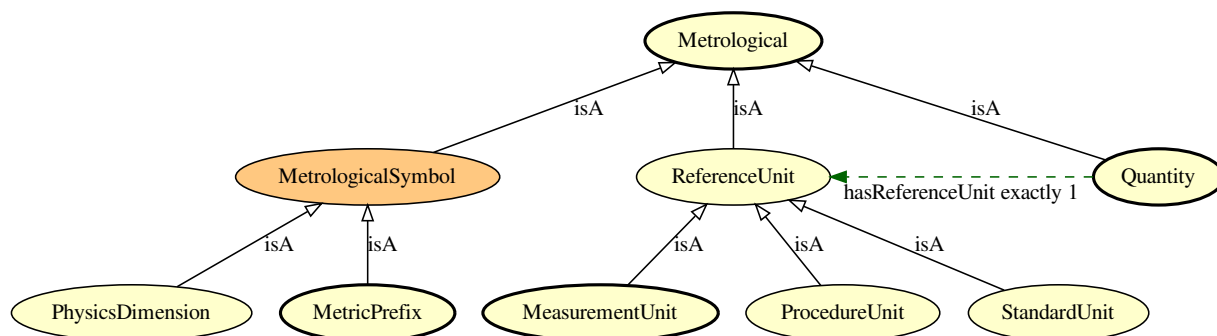 Metrological
isA isA isA
MetrologicalSymbol ReferenceUnit Quantity
hasReferenceUnit exactly 1
isA isA isA isA isA
PhysicsDimension MetricPrefix MeasurementUnit ProcedureUnit StandardUnit